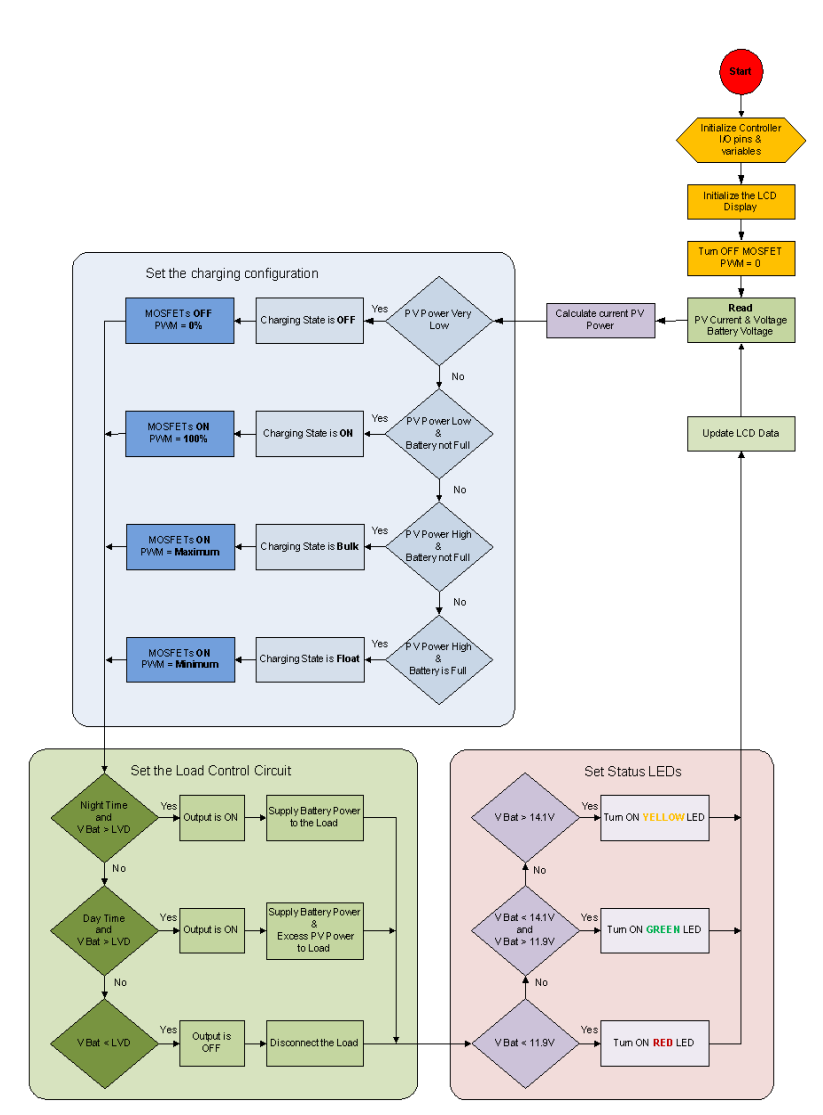 Start
Initialize Controller
I/O pins &
variables
Initialize the LCD
Display
Turn OFF MOSFET
PWM = 0
Read
PV Current & Voltage
Battery Voltage
Calculate current PV
Power
Update LCD Data
Set the charging configuration
PV Power Very
Low
Yes
Charging State is OFF
MOSFETs OFF
PWM = 0%
No
PV Power Low
&
Battery not Full
Yes
Charging State is ON
MOSFETs ON
PWM = 100%
No
PV Power High
&
Battery not Full
Yes
Charging State is Bulk
MOSFETs ON
PWM = Maximum
No
PV Power High
&
Battery is Full
Yes
Charging State is Float
MOSFETs ON
PWM = Minimum
Set the Load Control Circuit
Night Time
and
V Bat > LVD
Yes
Output is ON
Supply Battery Power
to the Load
No
Day Time
and
V Bat > LVD
Yes
Output is ON
Supply Battery Power
&
Excess PV Power
to Load
No
V Bat < LVD
Yes
Output is
OFF
Disconnect the Load
Set Status LEDs
V Bat > 14.1V
Yes
Turn ON YELLOW LED
No
V Bat < 14.1V
and
V Bat > 11.9V
Yes
Turn ON GREEN LED
No
V Bat < 11.9V
Yes
Turn ON RED LED